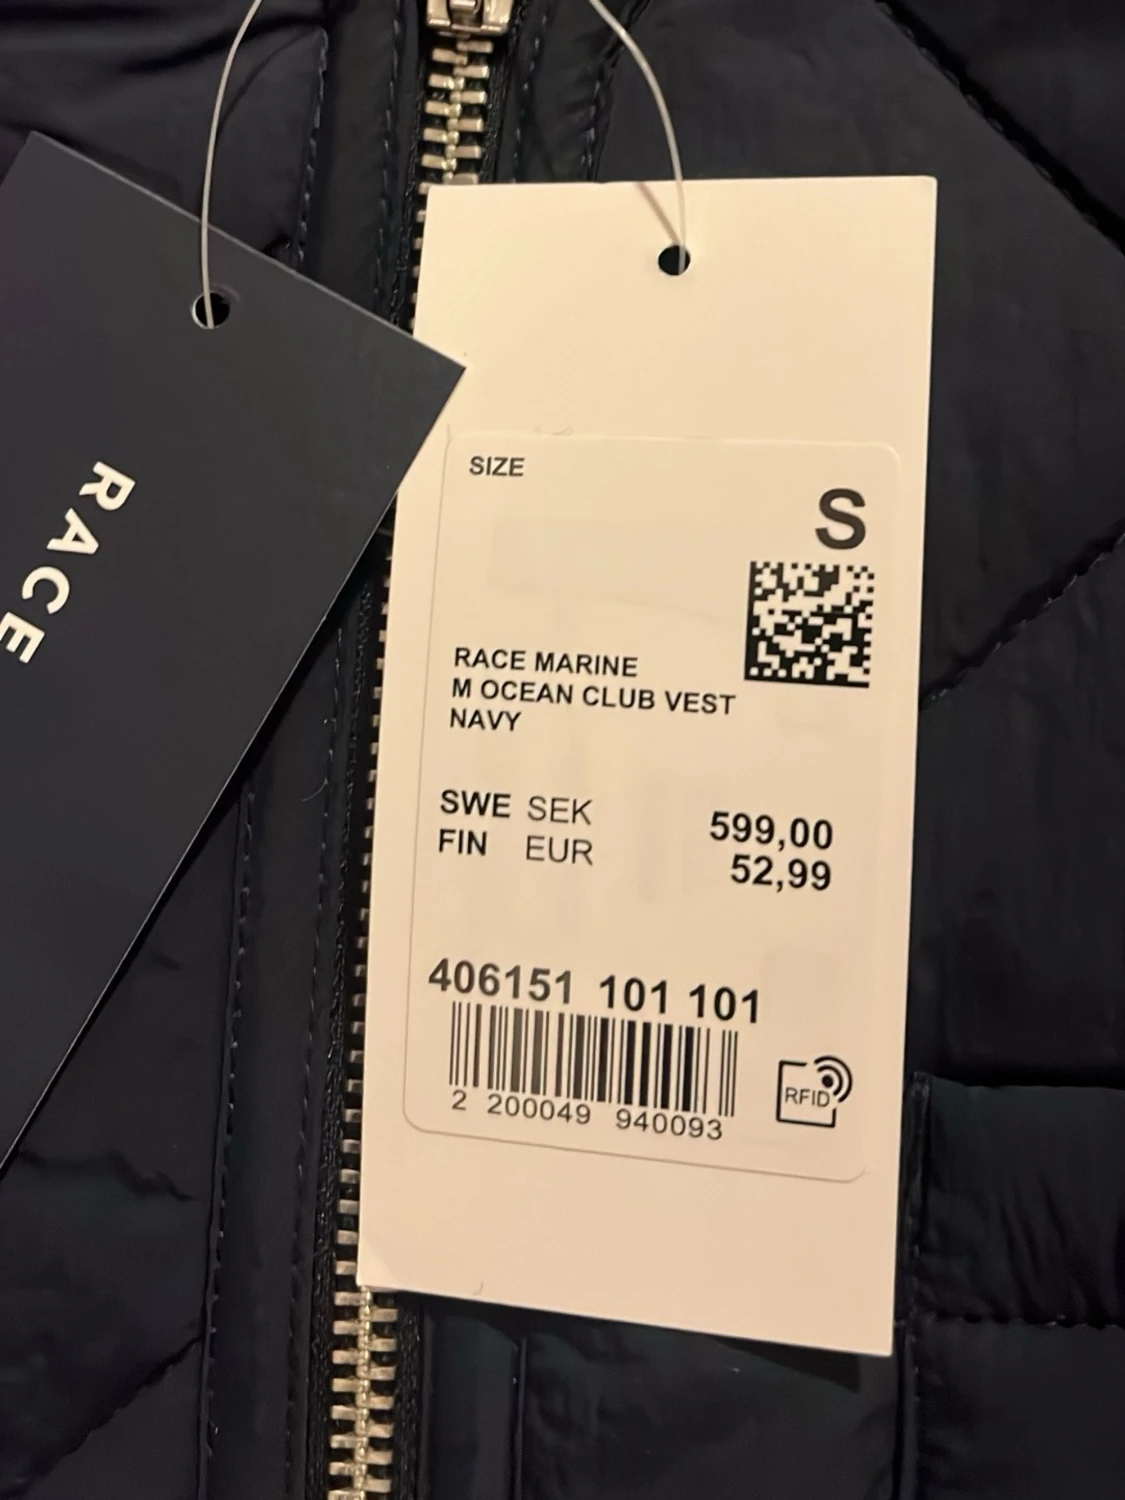 RACE
SIZE
S
RACE MARINE
M OCEAN CLUB VEST
NAVY
SWE SEK 599,00
FIN EUR 52,99
406151 101 101
2 200049 940093
RFID